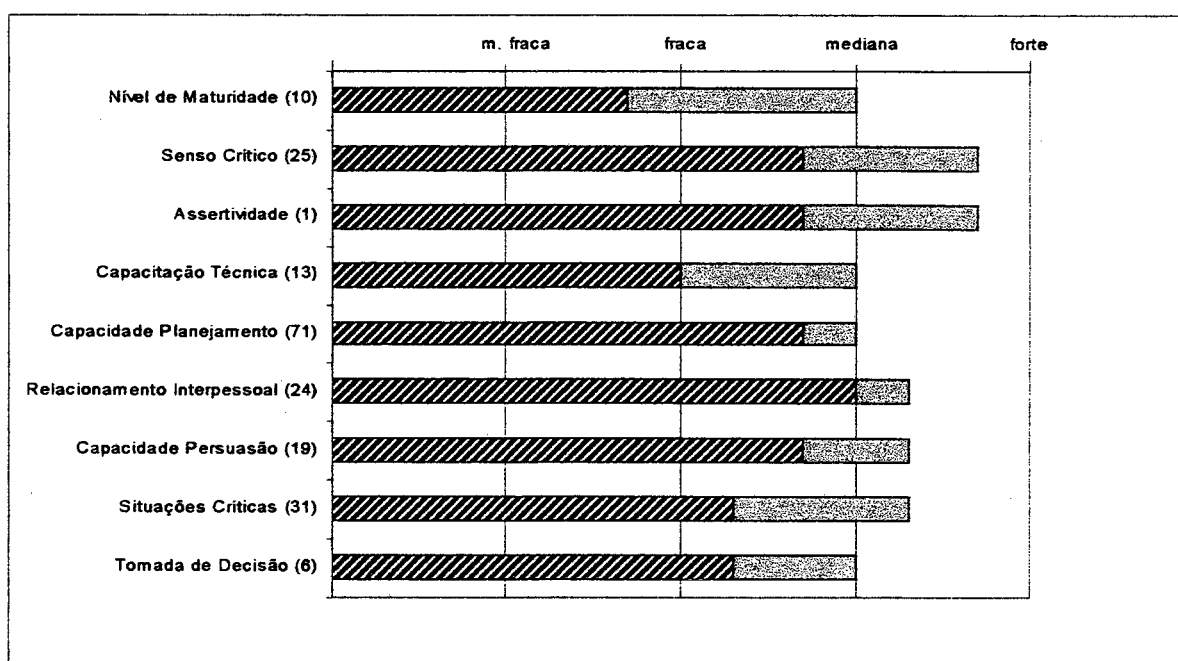 m. fraca fraca mediana forte
Nível de Maturidade (10)
Senso Crítico (25)
Assertividade (1)
Capacitação Técnica (13)
Capacidade Planejamento (71)
Relacionamento Interpessoal (24)
Capacidade Persuasão (19)
Situações Críticas (31)
Tomada de Decisão (6)